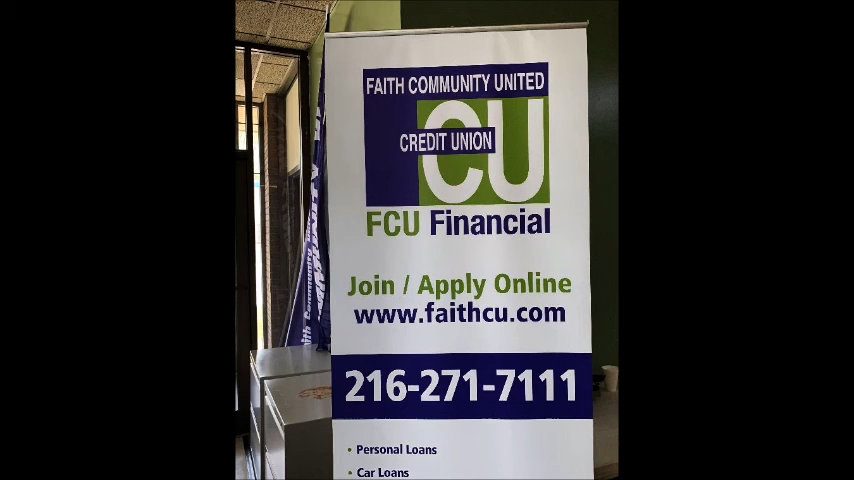 FAITH COMMUNITY UNITED
CU
CREDIT UNION
FCU Financial
Join / Apply Online
www.faithcu.com
216-271-7111
• Personal Loans
• Car Loans